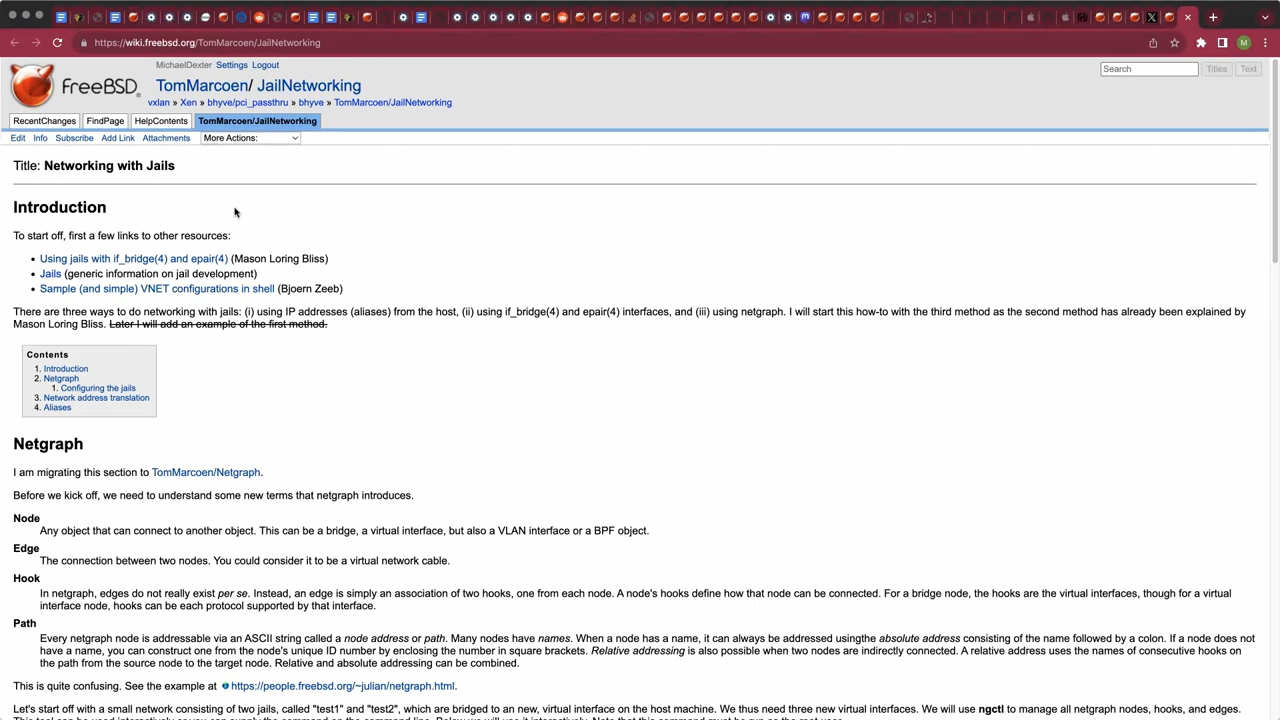 https://wiki.freebsd.org/TomMarcoen/JailNetworking
M
MichaelDexter Settings Logout
FreeBSD
TomMarcoen/ JailNetworking
Search Titles Text
vxlan » Xen » bhyve/pci_passthru » bhyve » TomMarcoen/JailNetworking
RecentChanges FindPage HelpContents TomMarcoen/JailNetworking
Edit Info Subscribe Add Link Attachments More Actions:
Title: Networking with Jails
Introduction
To start off, first a few links to other resources:
• Using jails with if_bridge(4) and epair(4) (Mason Loring Bliss)
• Jails (generic information on jail development)
• Sample (and simple) VNET configurations in shell (Bjoern Zeeb)
There are three ways to do networking with jails: (i) using IP addresses (aliases) from the host, (ii) using if_bridge(4) and epair(4) interfaces, and (iii) using netgraph. I will start this how-to with the third method as the second method has already been explained by
Mason Loring Bliss. Later I will add an example of the first method.
Contents
1. Introduction
2. Netgraph
1. Configuring the jails
3. Network address translation
4. Aliases
Netgraph
I am migrating this section to TomMarcoen/Netgraph.
Before we kick off, we need to understand some new terms that netgraph introduces.
Node
Any object that can connect to another object. This can be a bridge, a virtual interface, but also a VLAN interface or a BPF object.
Edge
The connection between two nodes. You could consider it to be a virtual network cable.
Hook
In netgraph, edges do not really exist per se. Instead, an edge is simply an association of two hooks, one from each node. A node's hooks define how that node can be connected. For a bridge node, the hooks are the virtual interfaces, though for a virtual
interface node, hooks can be each protocol supported by that interface.
Path
Every netgraph node is addressable via an ASCII string called a node address or path. Many nodes have names. When a node has a name, it can always be addressed usingthe absolute address consisting of the name followed by a colon. If a node does not
have a name, you can construct one from the node's unique ID number by enclosing the number in square brackets. Relative addressing is also possible when two nodes are indirectly connected. A relative address uses the names of consecutive hooks on
the path from the source node to the target node. Relative and absolute addressing can be combined.
This is quite confusing. See the example at https://people.freebsd.org/~julian/netgraph.html.
Let's start off with a small network consisting of two jails, called "test1" and "test2", which are bridged to an new, virtual interface on the host machine. We thus need three new virtual interfaces. We will use ngctl to manage all netgraph nodes, hooks, and edges.